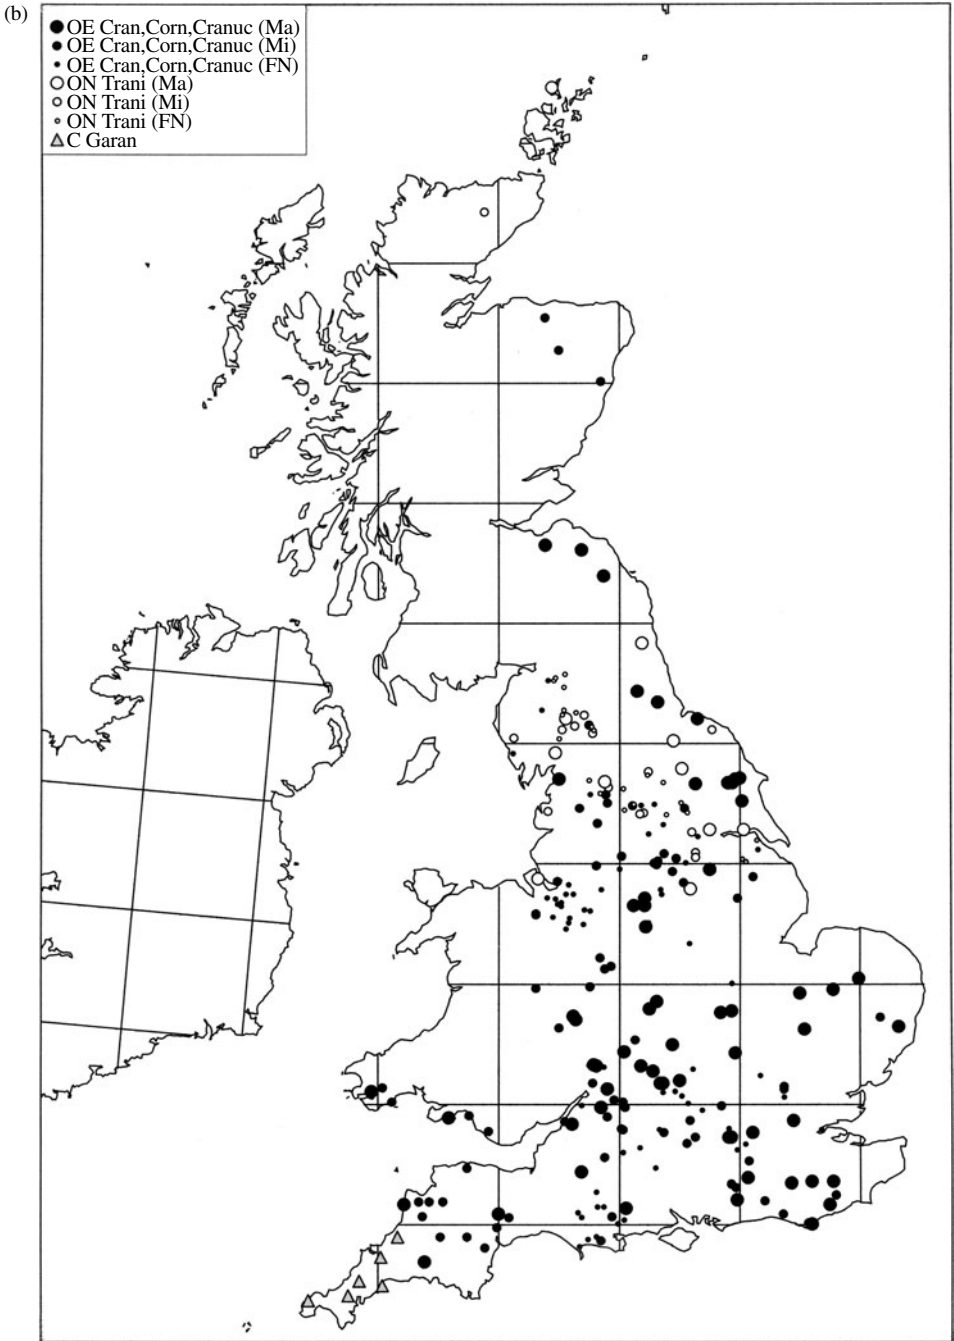 (b)
OE Cran,Corn,Cranuc (Ma)
OE Cran,Corn,Cranuc (Mi)
OE Cran,Corn,Cranuc (FN)
ON Trani (Ma)
ON Trani (Mi)
ON Trani (FN)
C Garan